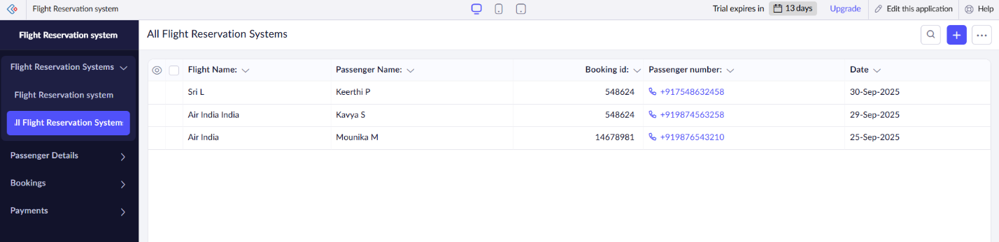 Flight Reservation system
Trial expires in 13 days Upgrade Edit this application Help
Flight Reservation system
Flight Reservation Systems
Flight Reservation system
ll Flight Reservation Systems
Passenger Details
Bookings
Payments
All Flight Reservation Systems
Flight Name: Passenger Name: Booking id: Passenger number: Date
Sri L Keerthi P 548624 +917548632458 30-Sep-2025
Air India India Kavya S 548624 +919874563258 29-Sep-2025
Air India Mounika M 14678981 +919876543210 25-Sep-2025